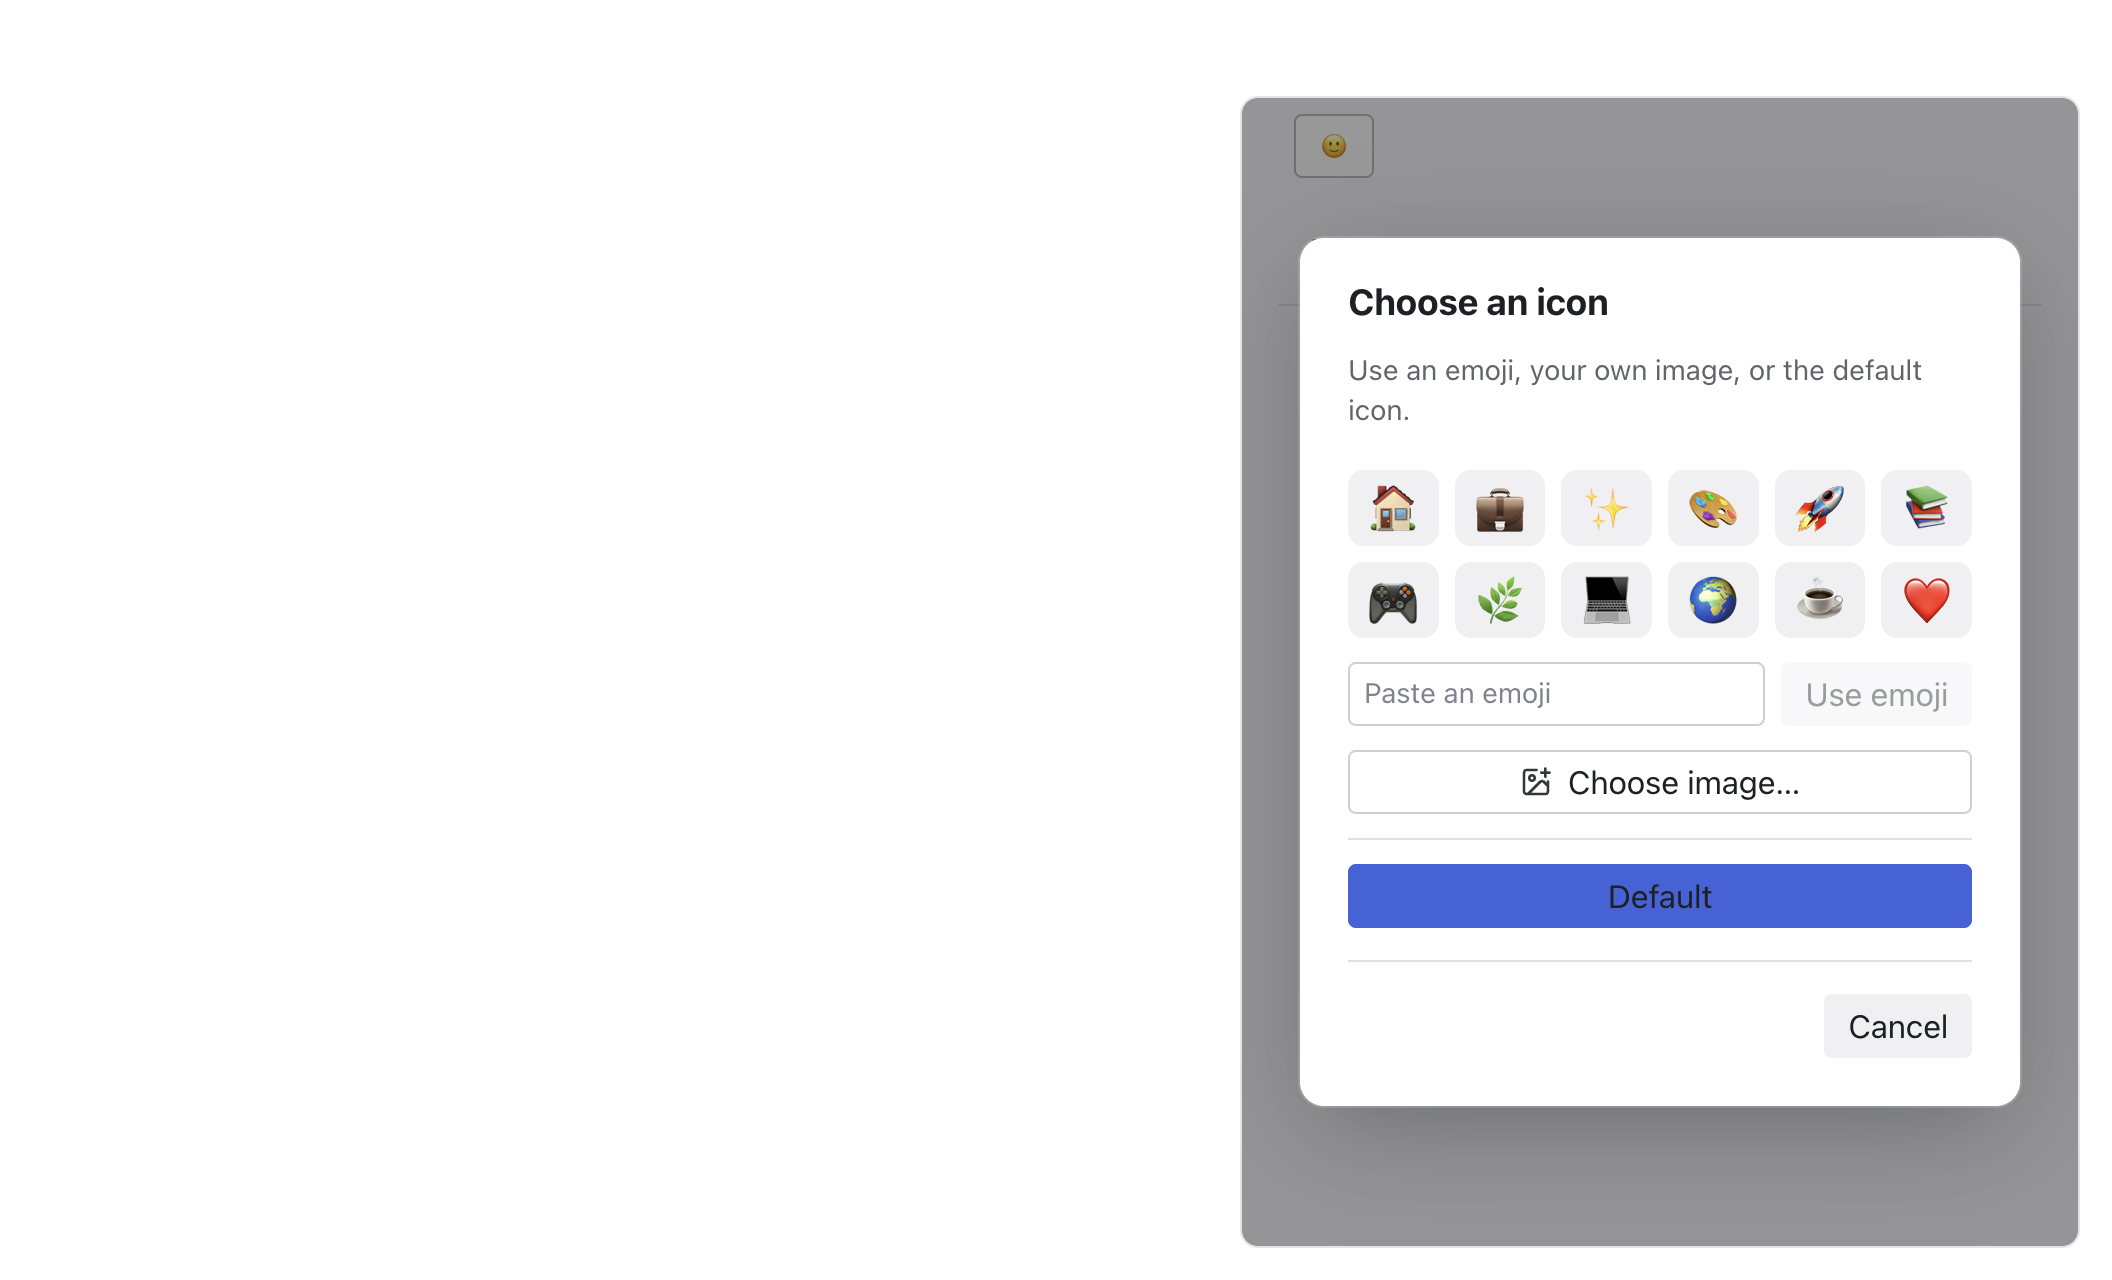 Choose an icon
Use an emoji, your own image, or the default
icon.
Paste an emoji
Use emoji
Choose image...
Default
Cancel